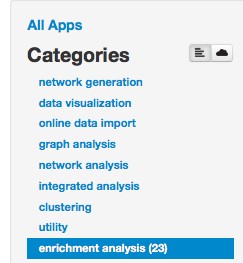 All Apps
Categories
network generation
data visualization
online data import
graph analysis
network analysis
integrated analysis
clustering
utility
enrichment analysis (23)